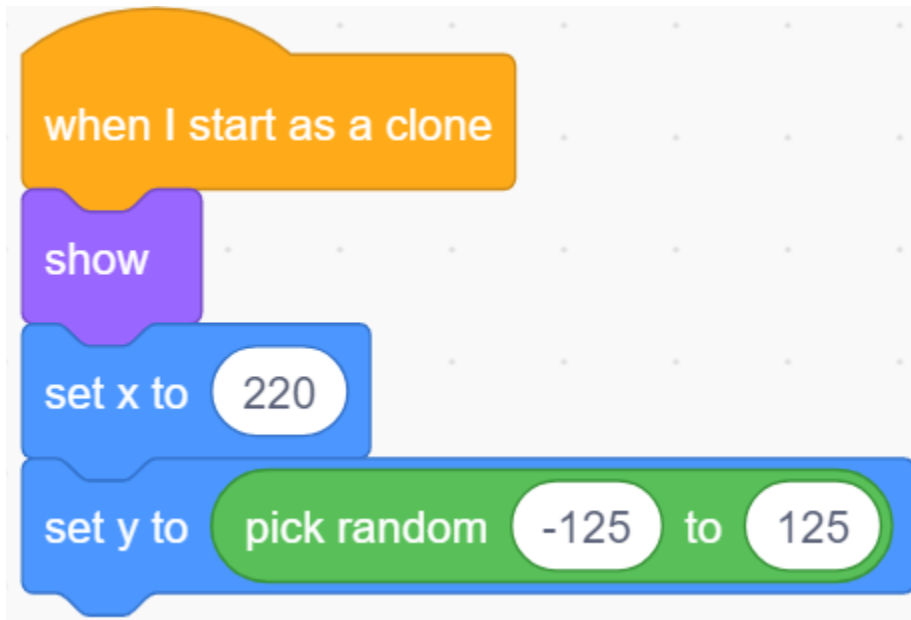 when I start as a clone
show
set x to 220
set y to pick random -125 to 125